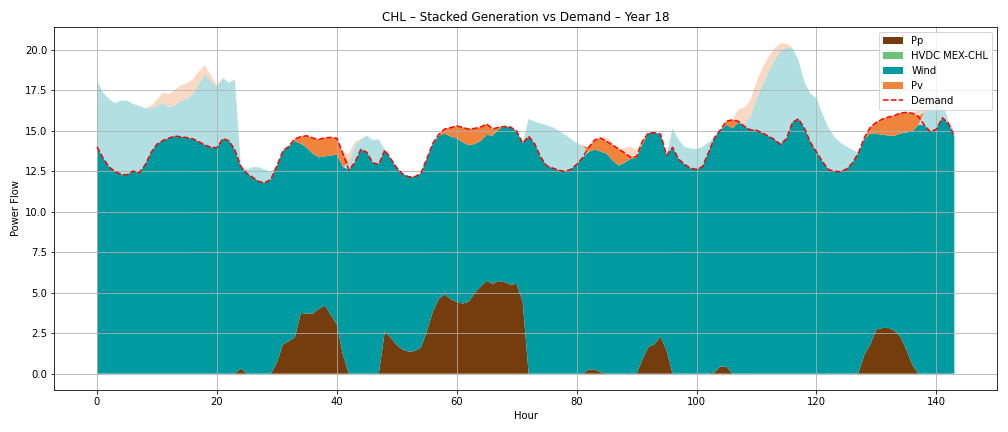 CHL – Stacked Generation vs Demand – Year 18
Pp
HVDC MEX-CHL
Wind
Pv
Demand
Power Flow
20.0
17.5
15.0
12.5
10.0
7.5
5.0
2.5
0.0
0 20 40 60 80 100 120 140
Hour